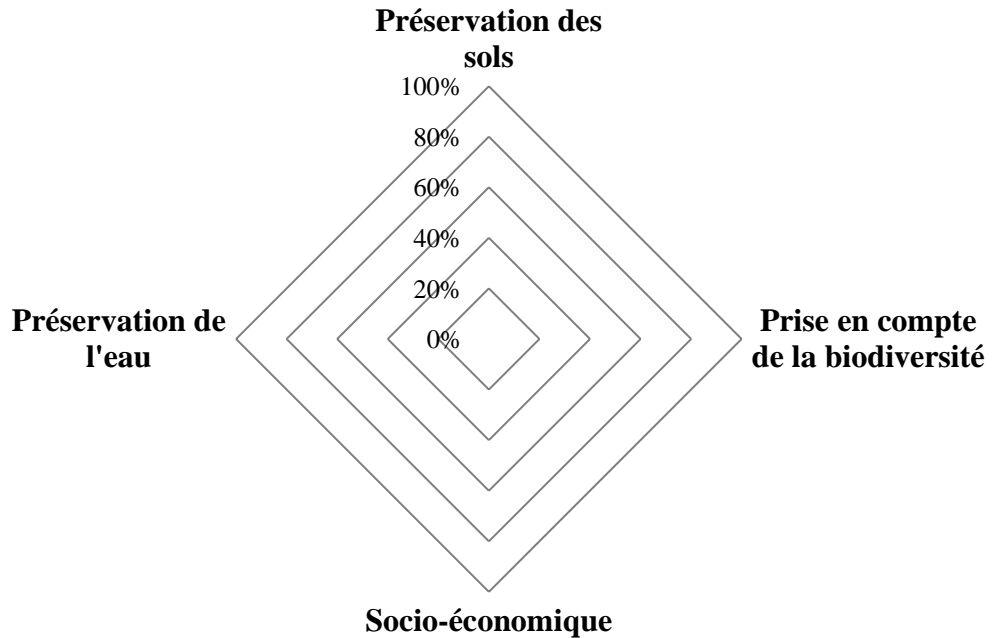 Préservation des
sols
100%
80%
60%
40%
20%
0%
Préservation de
l'eau
Prise en compte
de la biodiversité
Socio-économique